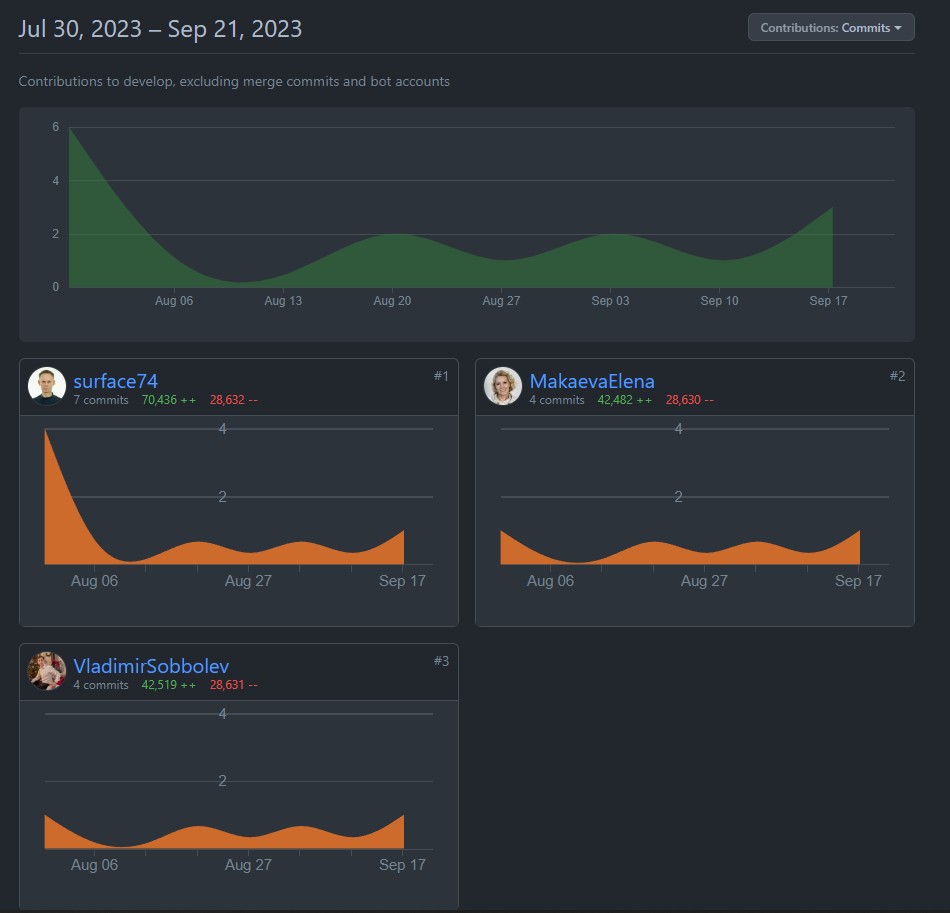 Jul 30, 2023 – Sep 21, 2023
Contributions: Commits
Contributions to develop, excluding merge commits and bot accounts
6
4
2
0
Aug 06 Aug 13 Aug 20 Aug 27 Sep 03 Sep 10 Sep 17
surface74 #1
7 commits 70,436 ++ 28,632 --
4
2
Aug 06 Aug 27 Sep 17
MakaevaElena #2
4 commits 42,482 ++ 28,630 --
4
2
Aug 06 Aug 27 Sep 17
VladimirSobbolev #3
4 commits 42,519 ++ 28,631 --
4
2
Aug 06 Aug 27 Sep 17